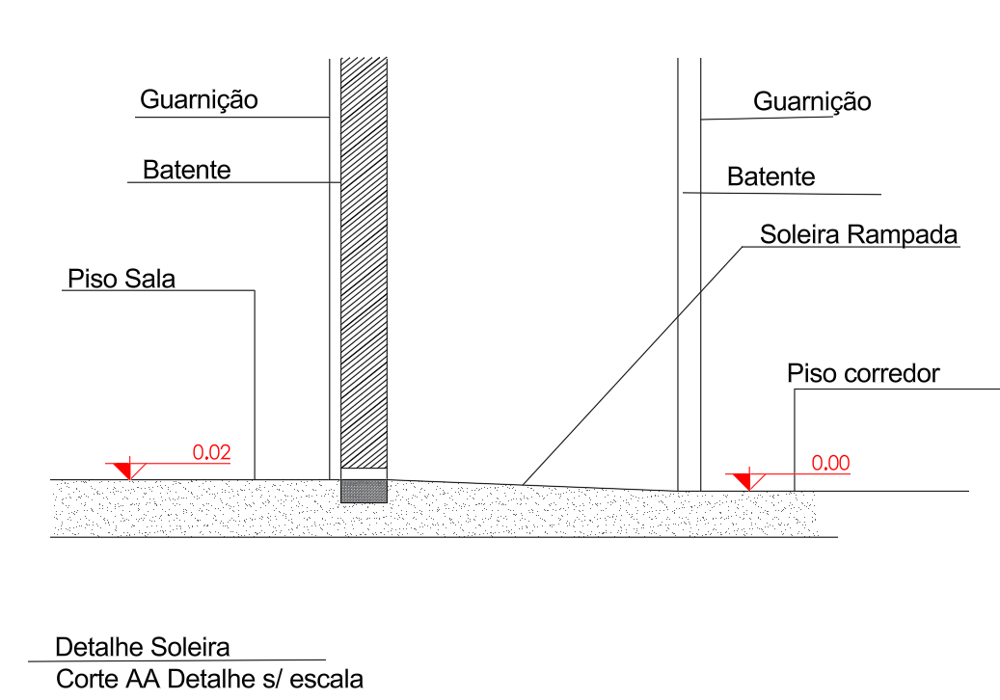 Guarnição
Guarnição
Batente
Batente
Soleira Rampada
Piso Sala
Piso corredor
0.02
0.00
Detalhe Soleira
Corte AA Detalhe s/ escala